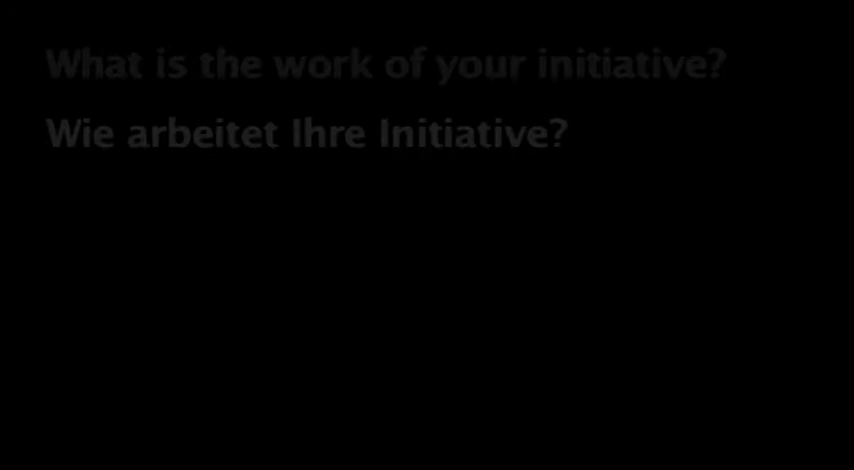 What is the work of your initiative?
Wie arbeitet Ihre Initiative?